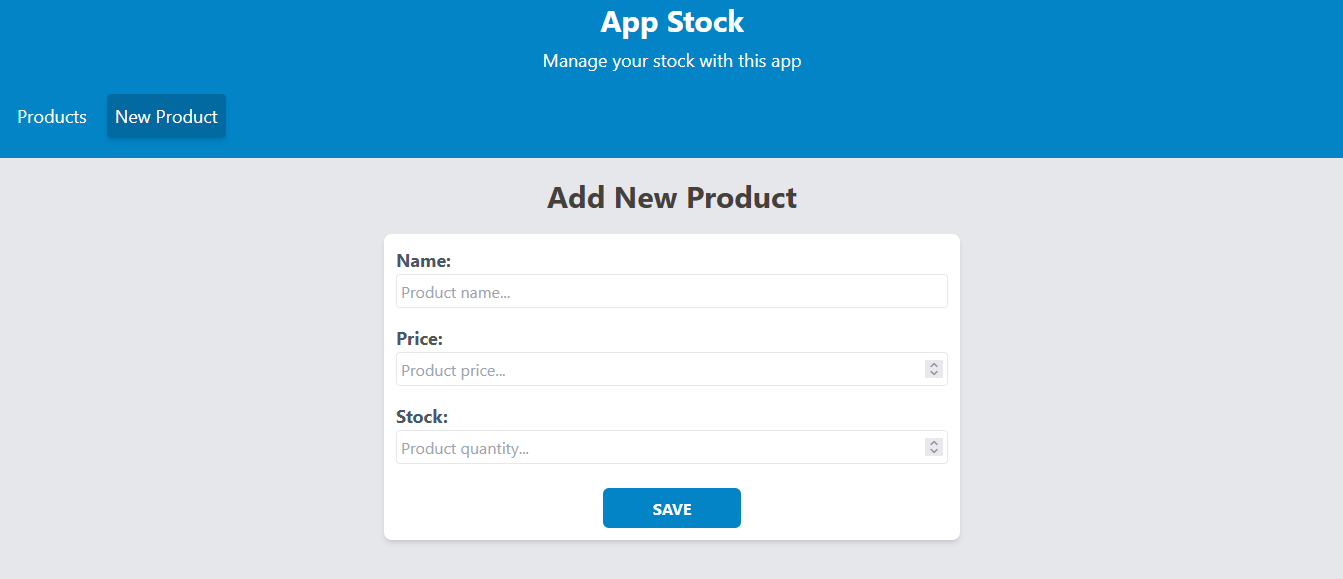 App Stock
Manage your stock with this app
Products New Product
Add New Product
Name:
Product name...
Price:
Product price...
Stock:
Product quantity...
SAVE